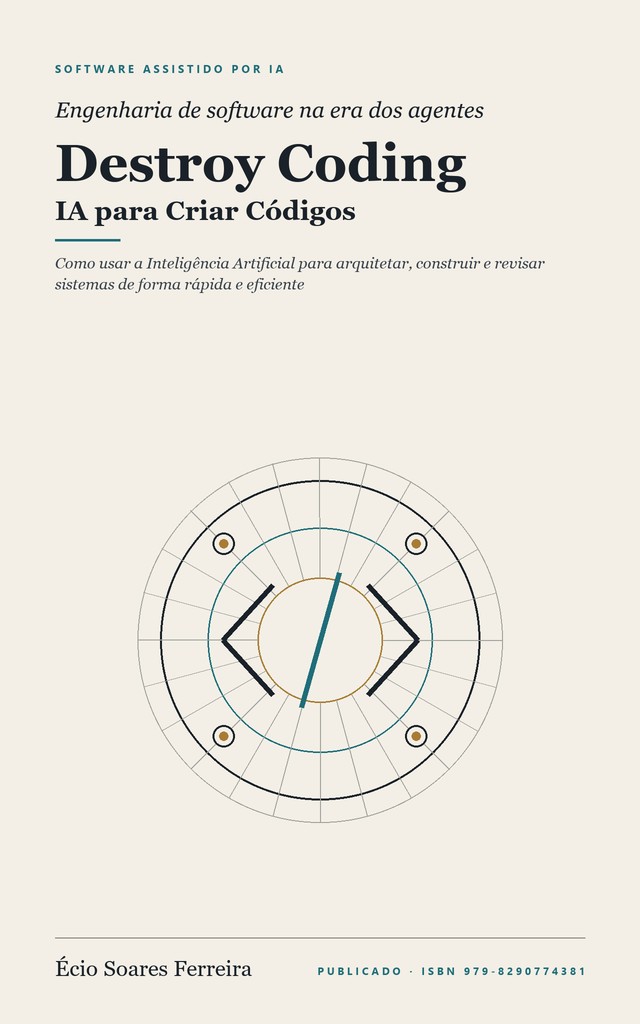 SOFTWARE ASSISTIDO POR IA
Engenharia de software na era dos agentes
Destroy Coding
IA para Criar Códigos
Como usar a Inteligência Artificial para arquitetar, construir e revisar
sistemas de forma rápida e eficiente
Écio Soares Ferreira
PUBLICADO · ISBN 979-8290774381